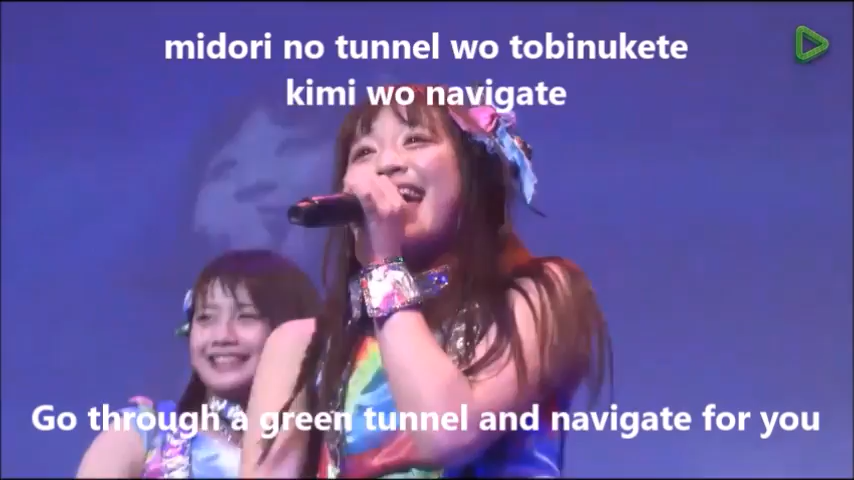 midori no tunnel wo tobinukete
kimi wo navigate
Go through a green tunnel and navigate for you